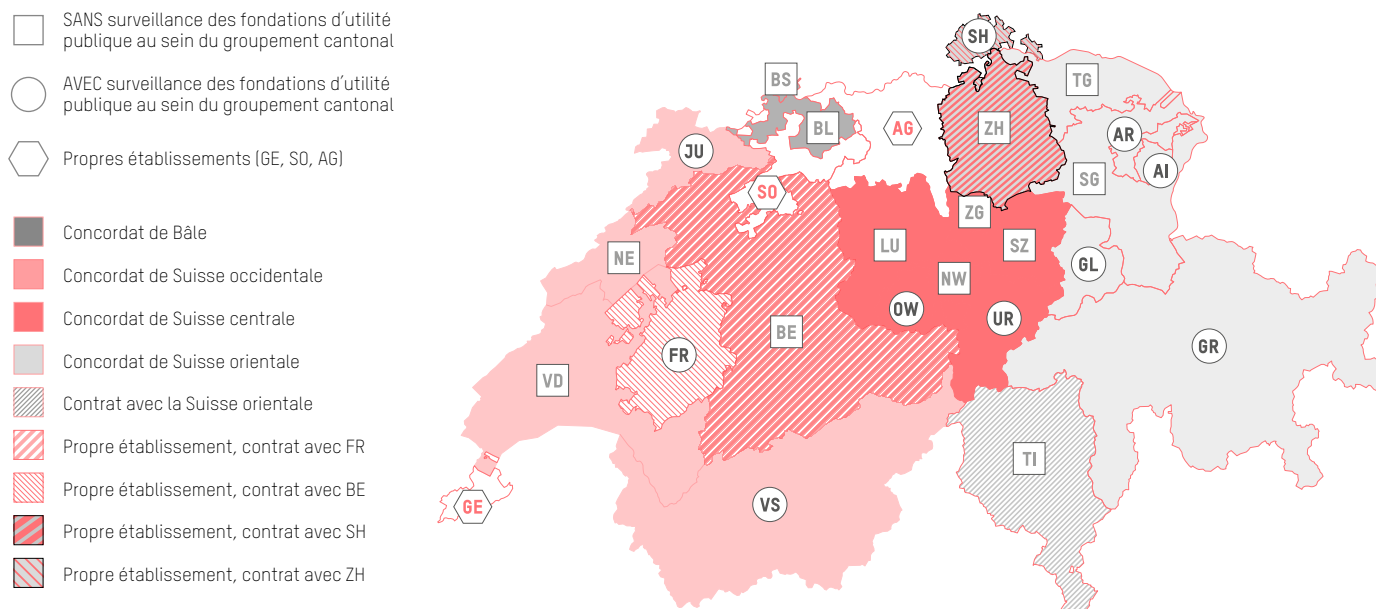 SANS surveillance des fondations d'utilité
publique au sein du groupement cantonal
AVEC surveillance des fondations d'utilité
publique au sein du groupement cantonal
Propres établissements (GE, SO, AG)
Concordat de Bâle
Concordat de Suisse occidentale
Concordat de Suisse centrale
Concordat de Suisse orientale
Contrat avec la Suisse orientale
Propre établissement, contrat avec FR
Propre établissement, contrat avec BE
Propre établissement, contrat avec SH
Propre établissement, contrat avec ZH
SH
BS
TG
BL
AG
ZH
AR
JU
AI
SO
SG
ZG
NE
LU
SZ
NW
GL
OW
UR
BE
FR
GR
VD
TI
VS
GE